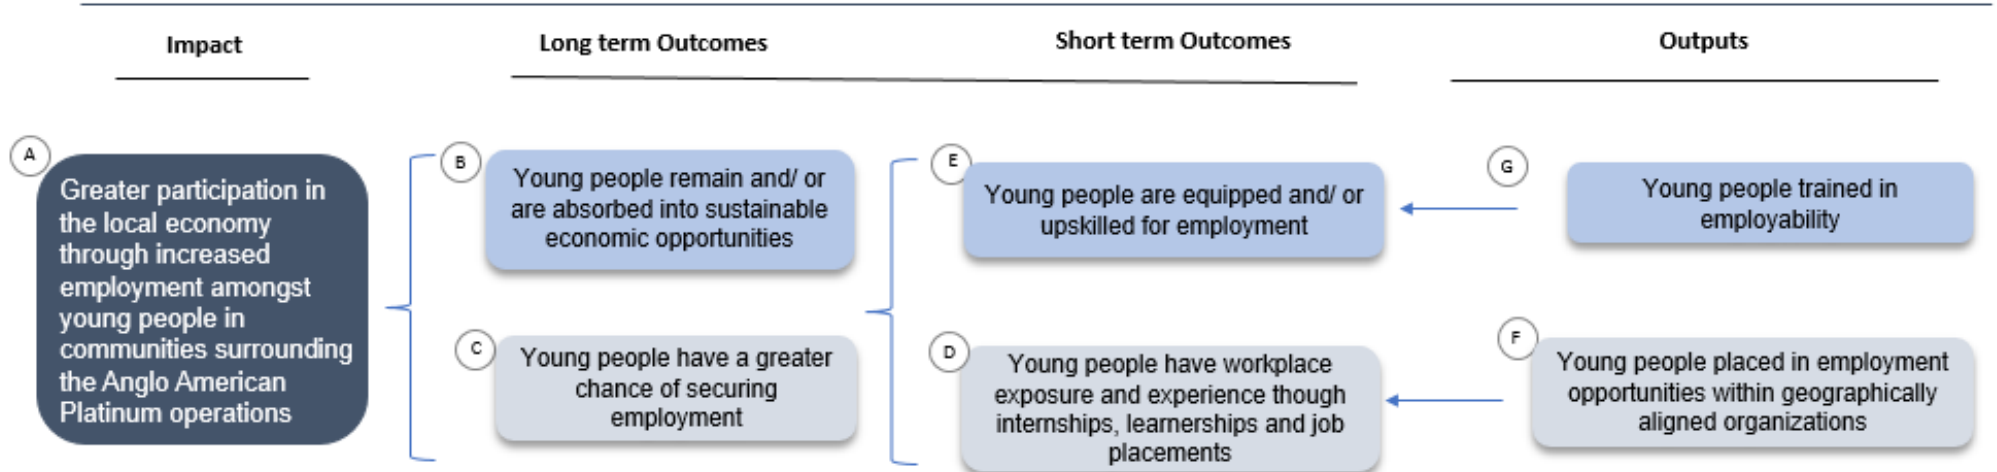 Impact
Long term Outcomes
Short term Outcomes
Outputs
A
Greater participation in
the local economy
through increased
employment amongst
young people in
communities surrounding
the Anglo American
Platinum operations
B
Young people remain and/ or
are absorbed into sustainable
economic opportunities
C
Young people have a greater
chance of securing
employment
E
Young people are equipped and/ or
upskilled for employment
D
Young people have workplace
exposure and experience though
internships, learnerships and job
placements
G
Young people trained in
employability
F
Young people placed in employment
opportunities within geographically
aligned organizations